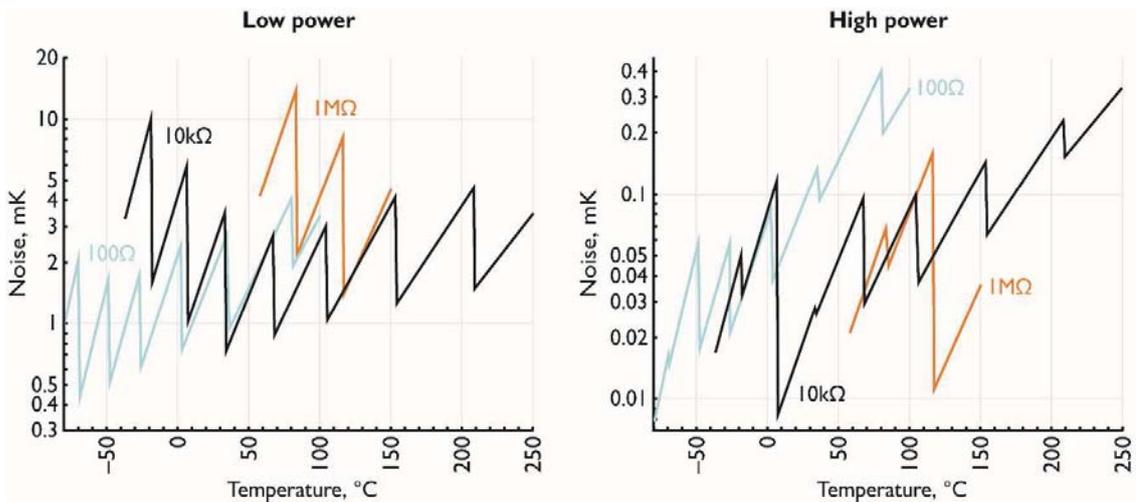 Low power
20
10
5
4
3
2
1
0.5
0.4
0.3
Noise, mK
10kΩ
1MΩ
100Ω
−50
0
50
100
150
200
250
Temperature, °C
High power
0.4
0.3
0.2
0.1
0.05
0.04
0.03
0.02
0.01
Noise, mK
100Ω
1MΩ
10kΩ
−50
0
50
100
150
200
250
Temperature, °C